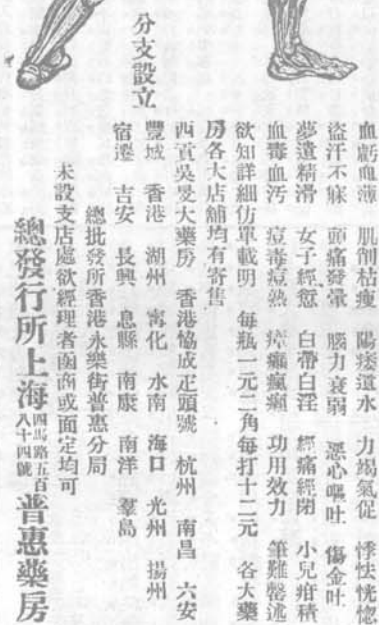 血虧血薄 肌削枯瘦 陽痿遺水 力竭氣促 悸怯恍惚
盜汗不寐 頭痛發暈 腦力衰弱 惡心嘔吐 傷金吐
夢遺精滑 女子經愆 白帶白淫 經痛經閉 小兒疳積
血毒血汚 痘毒痘熱 癱瘋 功用效力 筆難罄述
欲知詳細仿單載明 每瓶一元二角每打十二元 各大藥
房各大店舖均有寄售
分支設立
西貢吳旻大藥房 香港協成疋頭號 杭州 南昌 六安
豐城 香港 湖州 寗化 水南 海口 光州 揚州
宿遷 吉安 長興 息縣 南康 南洋 羣島
總批發所香港永樂街普惠分局
未設支店處欲經理者函商或面定均可
總發行所上海四馬路五百八十四號普惠藥房